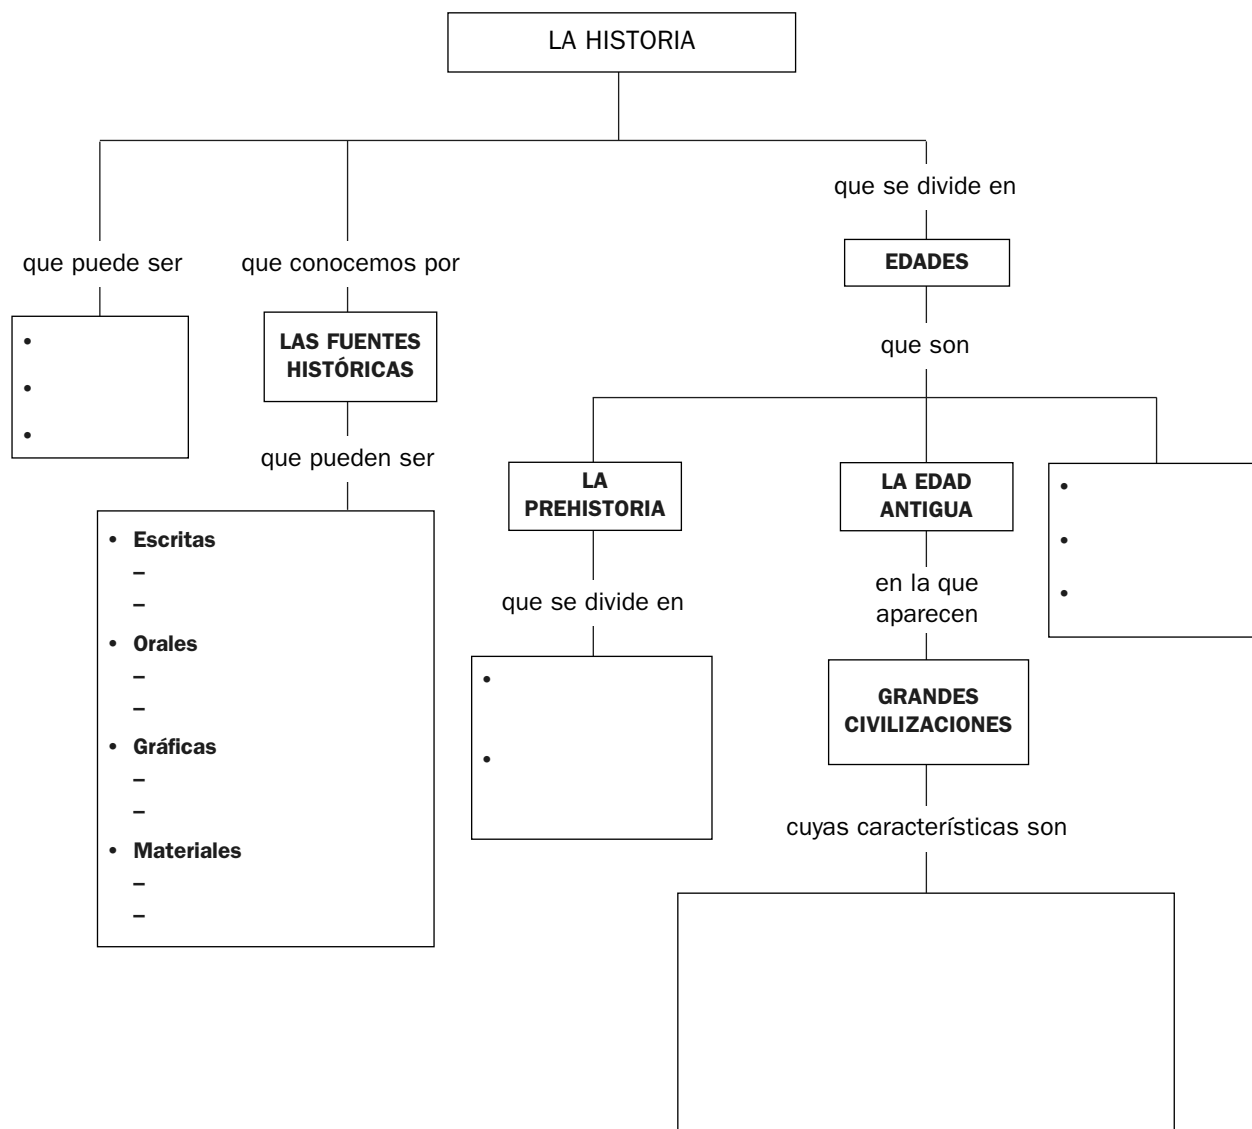 LA HISTORIA
que se divide en
que puede ser
que conocemos por
EDADES
•
•
•
LAS FUENTES
HISTÓRICAS
que son
que pueden ser
LA
PREHISTORIA
LA EDAD
ANTIGUA
•
•
•
• Escritas
–
–
• Orales
–
–
• Gráficas
–
–
• Materiales
–
–
que se divide en
•
•
en la que
aparecen
GRANDES
CIVILIZACIONES
cuyas características son